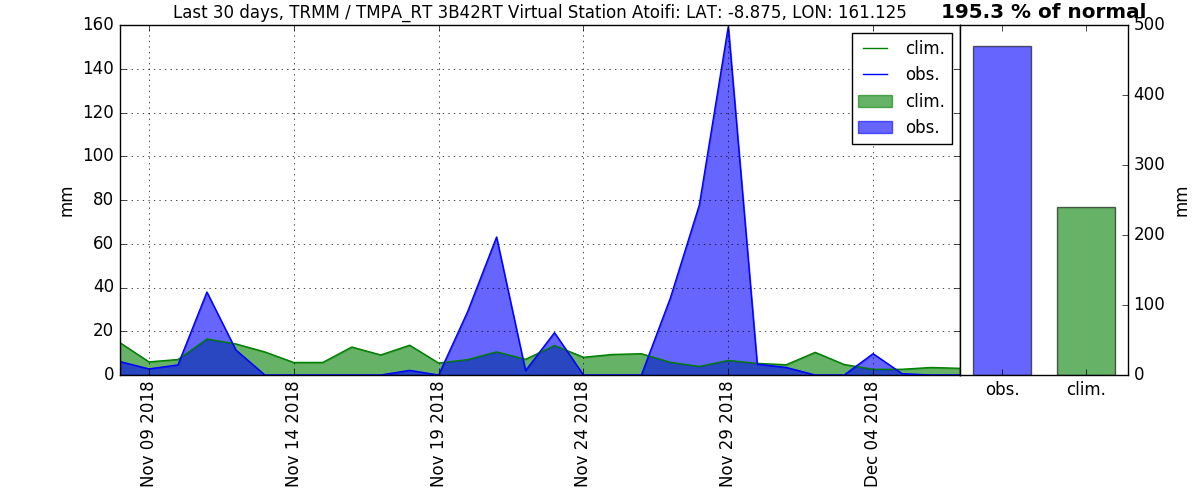 Last 30 days, TRMM / TMPA_RT 3B42RT Virtual Station Atoifi: LAT: -8.875, LON: 161.125
195.3 % of normal
160
140
120
100
80
60
40
20
0
mm
clim.
obs.
clim.
obs.
Nov 09 2018
Nov 14 2018
Nov 19 2018
Nov 24 2018
Nov 29 2018
Dec 04 2018
500
400
300
200
100
0
mm
obs.
clim.